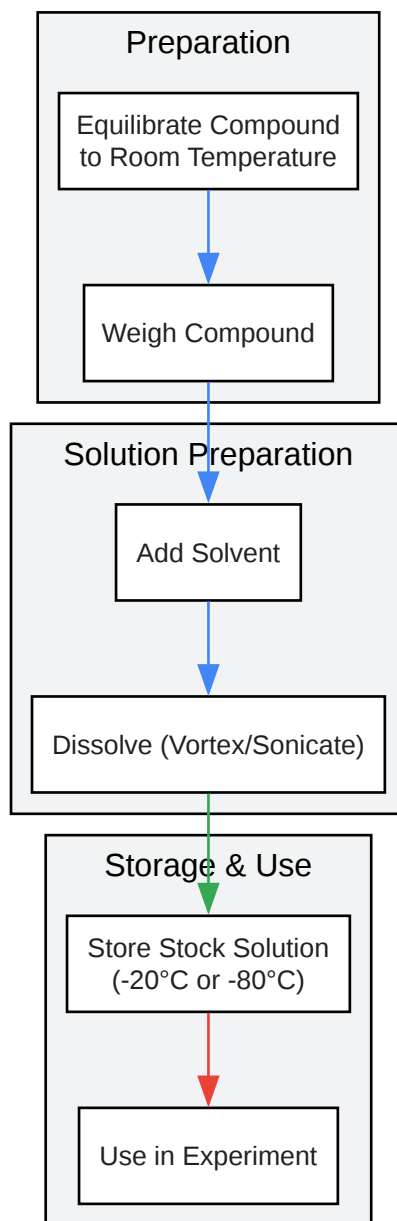 Preparation
Equilibrate Compound
to Room Temperature
Weigh Compound
Solution Preparation
Add Solvent
Dissolve (Vortex/Sonicate)
Storage & Use
Store Stock Solution
(-20°C or -80°C)
Use in Experiment